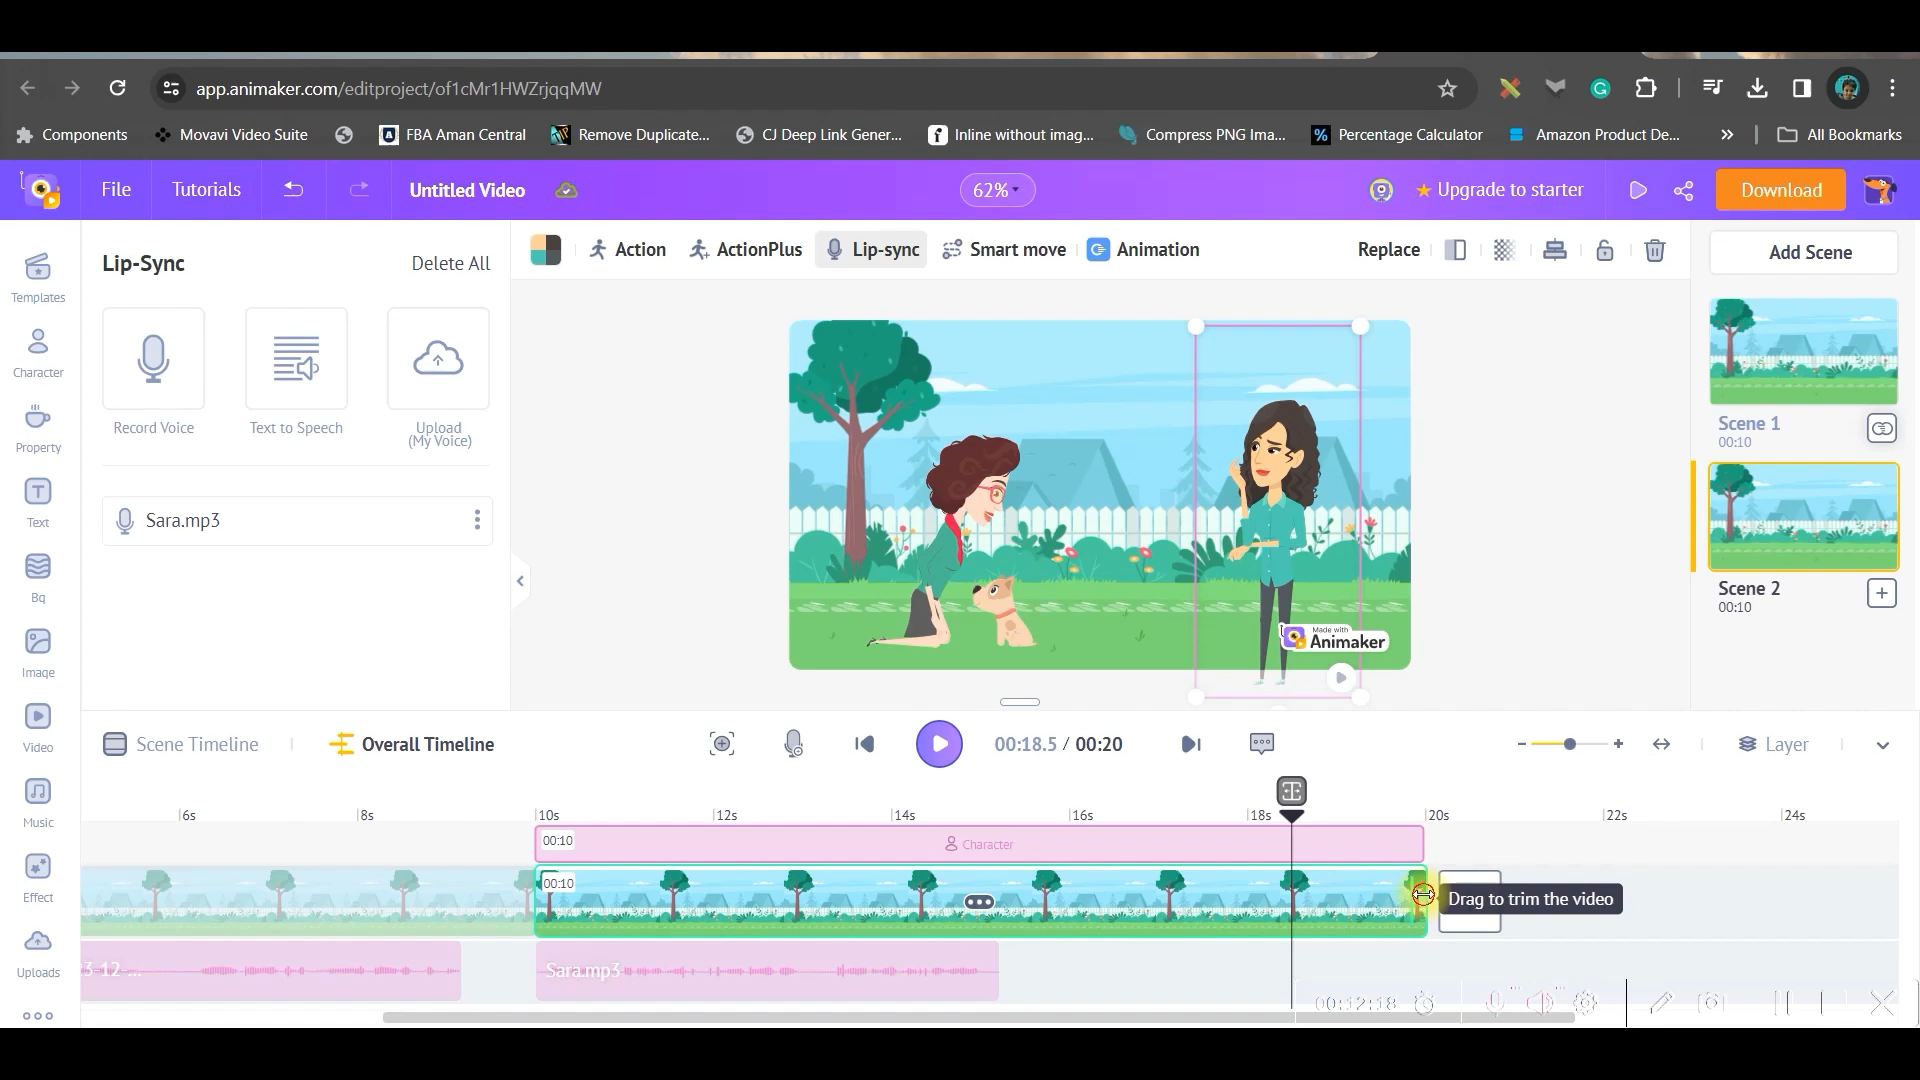 app.animaker.com/editproject/of1cMr1HWZrjqqMW
Components
Movavi Video Suite
FBA Aman Central
Remove Duplicate...
CJ Deep Link Gener...
Inline without imag...
Compress PNG Ima...
Percentage Calculator
Amazon Product De...
All Bookmarks
File
Tutorials
Untitled Video
62%
Upgrade to starter
Download
Lip-Sync
Delete All
Action
ActionPlus
Lip-sync
Smart move
Animation
Replace
Add Scene
Templates
Character
Property
Text
Bg
Image
Video
Music
Effect
Uploads
Record Voice
Text to Speech
Upload
(My Voice)
Sara.mp3
Made with
Animaker
Scene 1
00:10
Scene 2
00:10
Scene Timeline
Overall Timeline
00:18.5 / 00:20
Layer
6s
8s
10s
12s
14s
16s
18s
20s
22s
24s
00:10
Character
00:10
Drag to trim the video
3-12-...
Sara.mp3
00:12:18